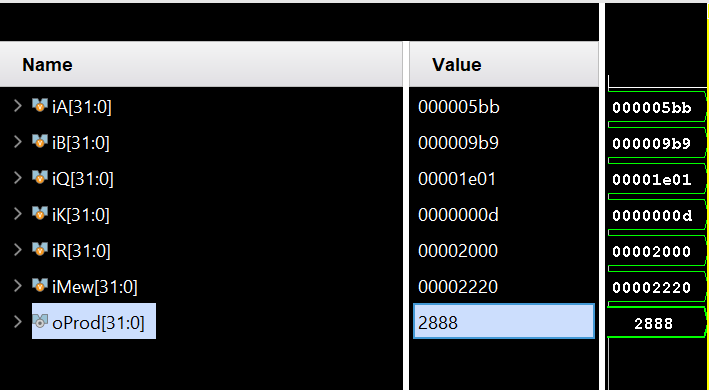 Name Value
iA[31:0] 000005bb 000005bb
iB[31:0] 000009b9 000009b9
iQ[31:0] 00001e01 00001e01
iK[31:0] 0000000d 0000000d
iR[31:0] 00002000 00002000
iMew[31:0] 00002220 00002220
oProd[31:0] 2888 2888